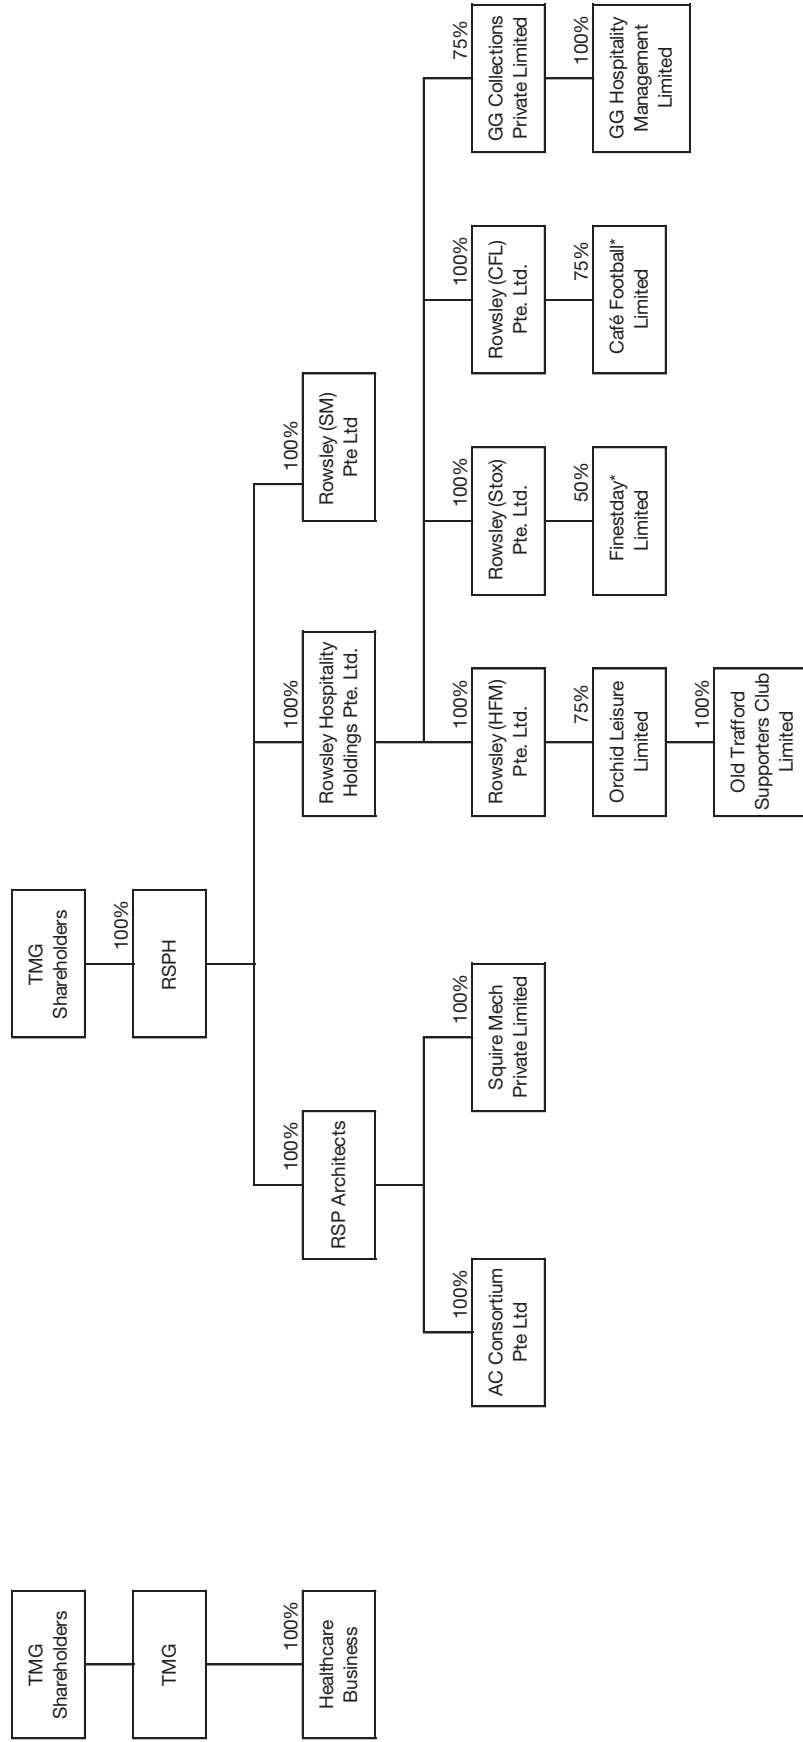 TMG
Shareholders
TMG
100%
Healthcare
Business
TMG
Shareholders
100%
RSPH
100%
RSP Architects
100%
Rowsley Hospitality
Holdings Pte. Ltd.
100%
Rowsley (SM)
Pte Ltd
100%
AC Consortium
Pte Ltd
100%
Squire Mech
Private Limited
100%
Rowsley (HFM)
Pte. Ltd.
100%
Rowsley (Stox)
Pte. Ltd.
100%
Rowsley (CFL)
Pte. Ltd.
75%
GG Collections
Private Limited
75%
Orchid Leisure
Limited
50%
Finestday*
Limited
75%
Café Football*
Limited
100%
GG Hospitality
Management
Limited
100%
Old Trafford
Supporters Club
Limited